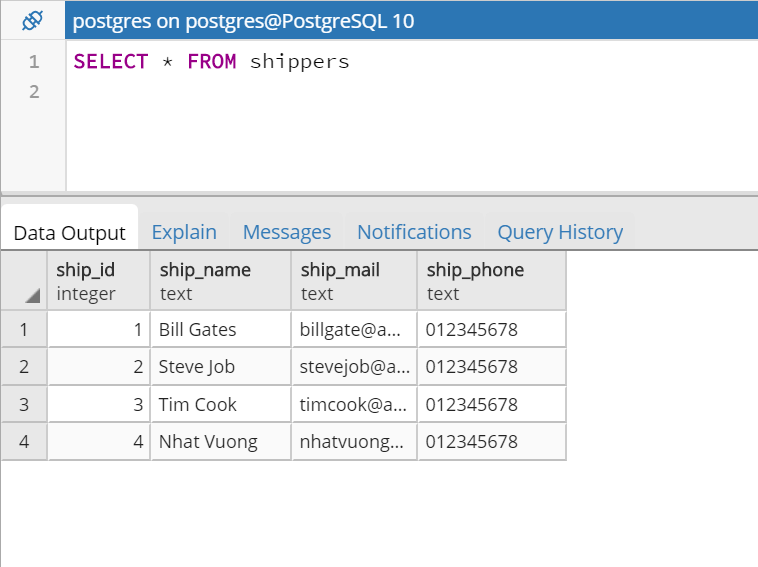 postgres on postgres@PostgreSQL 10
1 SELECT * FROM shippers
2
Data Output Explain Messages Notifications Query History
ship_id ship_name ship_mail ship_phone
integer text text text
1 1 Bill Gates billgate@a... 012345678
2 2 Steve Job stevejob@a... 012345678
3 3 Tim Cook timcook@a... 012345678
4 4 Nhat Vuong nhatvuong... 012345678